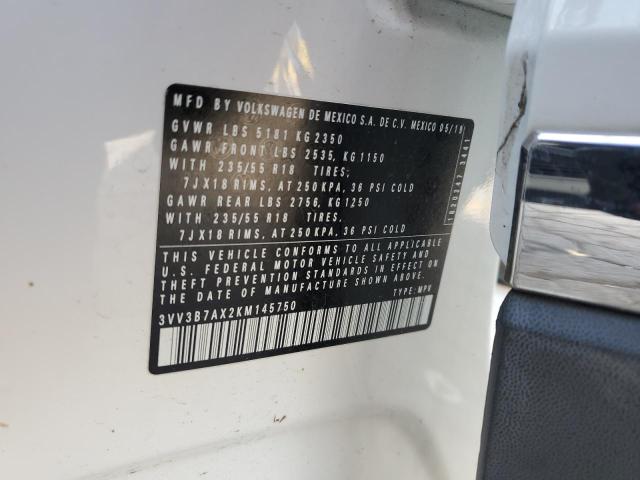 MFD BY VOLKSWAGEN DE MEXICO S.A. DE C.V. MEXICO 05/19
GVWR LBS 5181 KG 2350
GAWR FRONT LBS 2535, KG 1150
WITH 235/55 R18 TIRES,
7JX18 RIMS, AT 250 KPA, 36 PSI COLD
GAWR REAR LBS 2756, KG 1250
WITH 235/55 R18 TIRES,
7JX18 RIMS, AT 250 KPA, 36 PSI COLD
THIS VEHICLE CONFORMS TO ALL APPLICABLE
U.S. FEDERAL MOTOR VEHICLE SAFETY AND
THEFT PREVENTION STANDARDS IN EFFECT ON
THE DATE OF MANUFACTURE SHOWN ABOVE.
TYPE: MPV
3VV3B7AX2KM145750